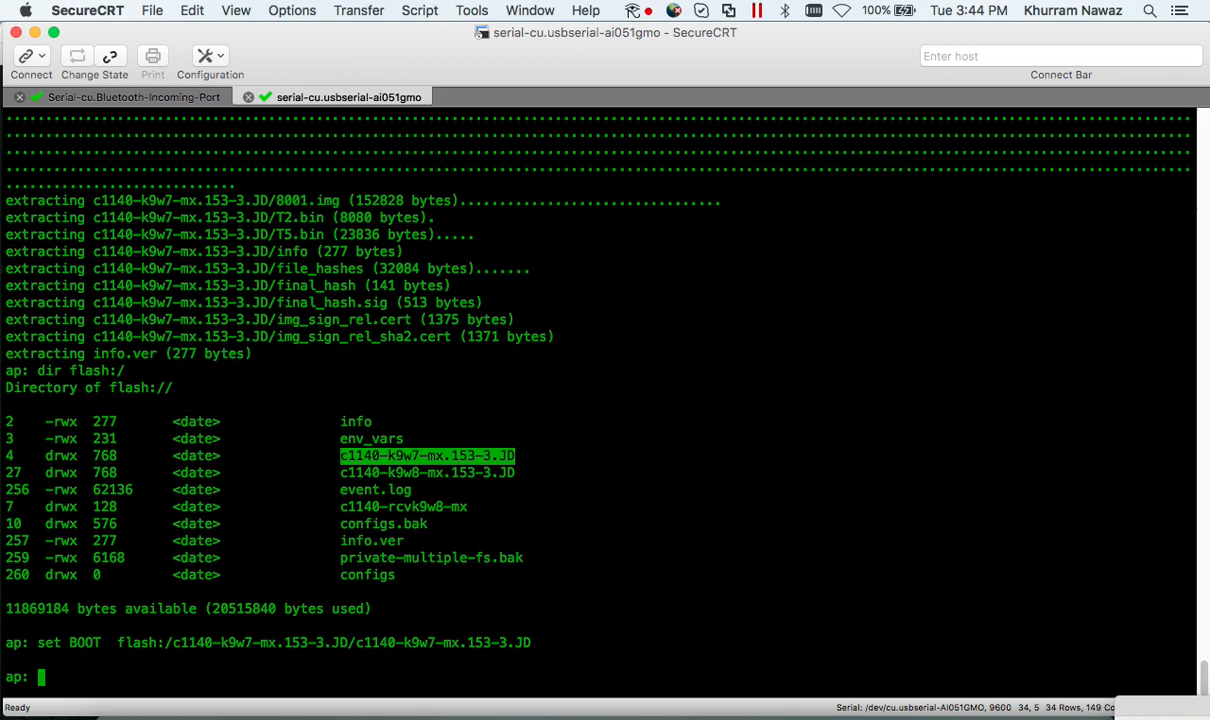 SecureCRT File Edit View Options Transfer Script Tools Window Help 100% Tue 3:44 PM Khurram Nawaz
serial-cu.usbserial-ai051gmo - SecureCRT
Enter host
Connect Change State Print Configuration Connect Bar
Serial-cu.Bluetooth-Incoming-Port serial-cu.usbserial-ai051gmo
extracting c1140-k9w7-mx.153-3.JD/8001.img (152828 bytes).................................
extracting c1140-k9w7-mx.153-3.JD/T2.bin (8080 bytes).
extracting c1140-k9w7-mx.153-3.JD/T5.bin (23836 bytes).....
extracting c1140-k9w7-mx.153-3.JD/info (277 bytes)
extracting c1140-k9w7-mx.153-3.JD/file_hashes (32084 bytes).......
extracting c1140-k9w7-mx.153-3.JD/final_hash (141 bytes)
extracting c1140-k9w7-mx.153-3.JD/final_hash.sig (513 bytes)
extracting c1140-k9w7-mx.153-3.JD/img_sign_rel.cert (1375 bytes)
extracting c1140-k9w7-mx.153-3.JD/img_sign_rel_sha2.cert (1371 bytes)
extracting info.ver (277 bytes)
ap: dir flash:/
Directory of flash://
2 -rwx 277 <date> info
3 -rwx 231 <date> env_vars
4 drwx 768 <date> c1140-k9w7-mx.153-3.JD
27 drwx 768 <date> c1140-k9w8-mx.153-3.JD
256 -rwx 62136 <date> event.log
7 drwx 128 <date> c1140-rcvk9w8-mx
10 drwx 576 <date> configs.bak
257 -rwx 277 <date> info.ver
259 -rwx 6168 <date> private-multiple-fs.bak
260 drwx 0 <date> configs
11869184 bytes available (20515840 bytes used)
ap: set BOOT flash:/c1140-k9w7-mx.153-3.JD/c1140-k9w7-mx.153-3.JD
ap:
Ready Serial: /dev/cu.usbserial-AI051GMO, 9600 34, 5 34 Rows, 149 Co